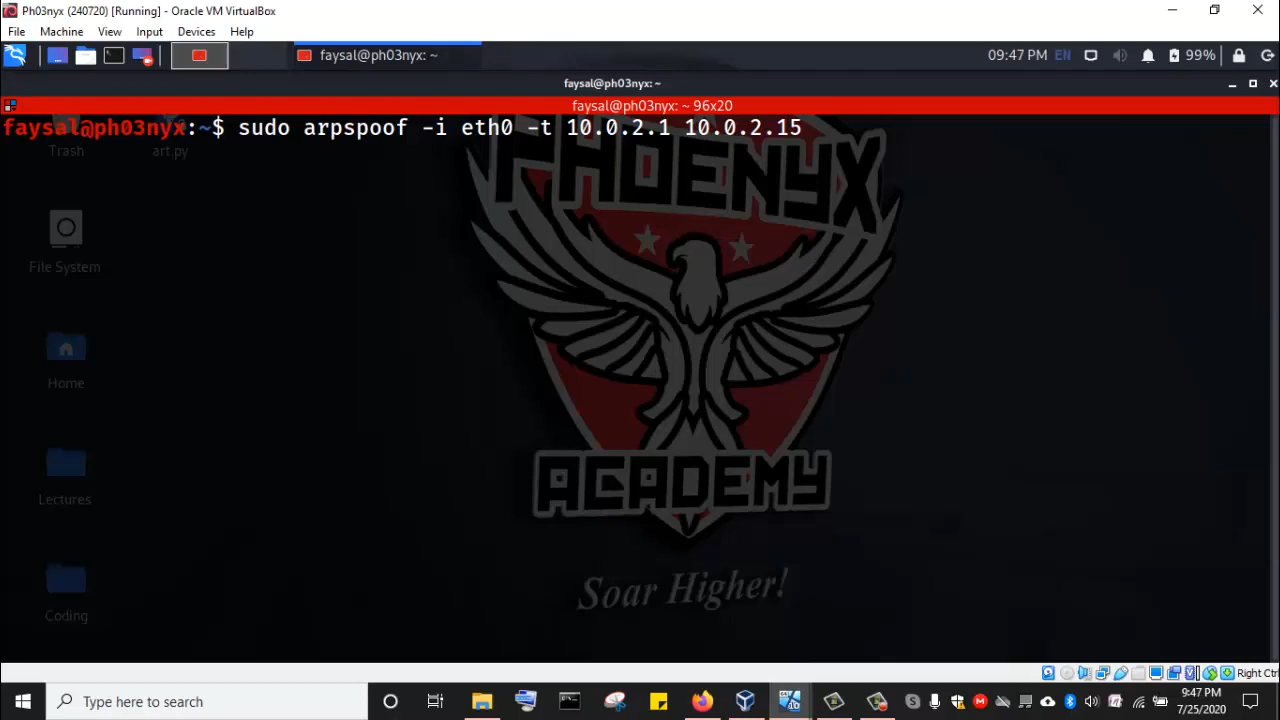 Ph03nyx (240720) [Running] - Oracle VM VirtualBox
File Machine View Input Devices Help
faysal@ph03nyx: ~
09:47 PM EN 99%
faysal@ph03nyx: ~
faysal@ph03nyx: ~ 96x20
faysal@ph03nyx:~$ sudo arpspoof -i eth0 -t 10.0.2.1 10.0.2.15
Trash art.py
PHOENYX
File System
Home
ACADEMY
Lectures
Soar Higher!
Coding
Right Ctrl
Type here to search
9:47 PM
7/25/2020